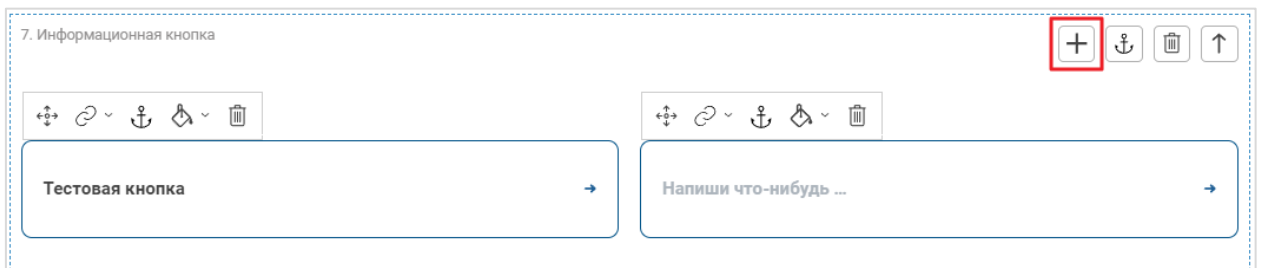 7. Информационная кнопка
Тестовая кнопка
Напиши что-нибудь ...